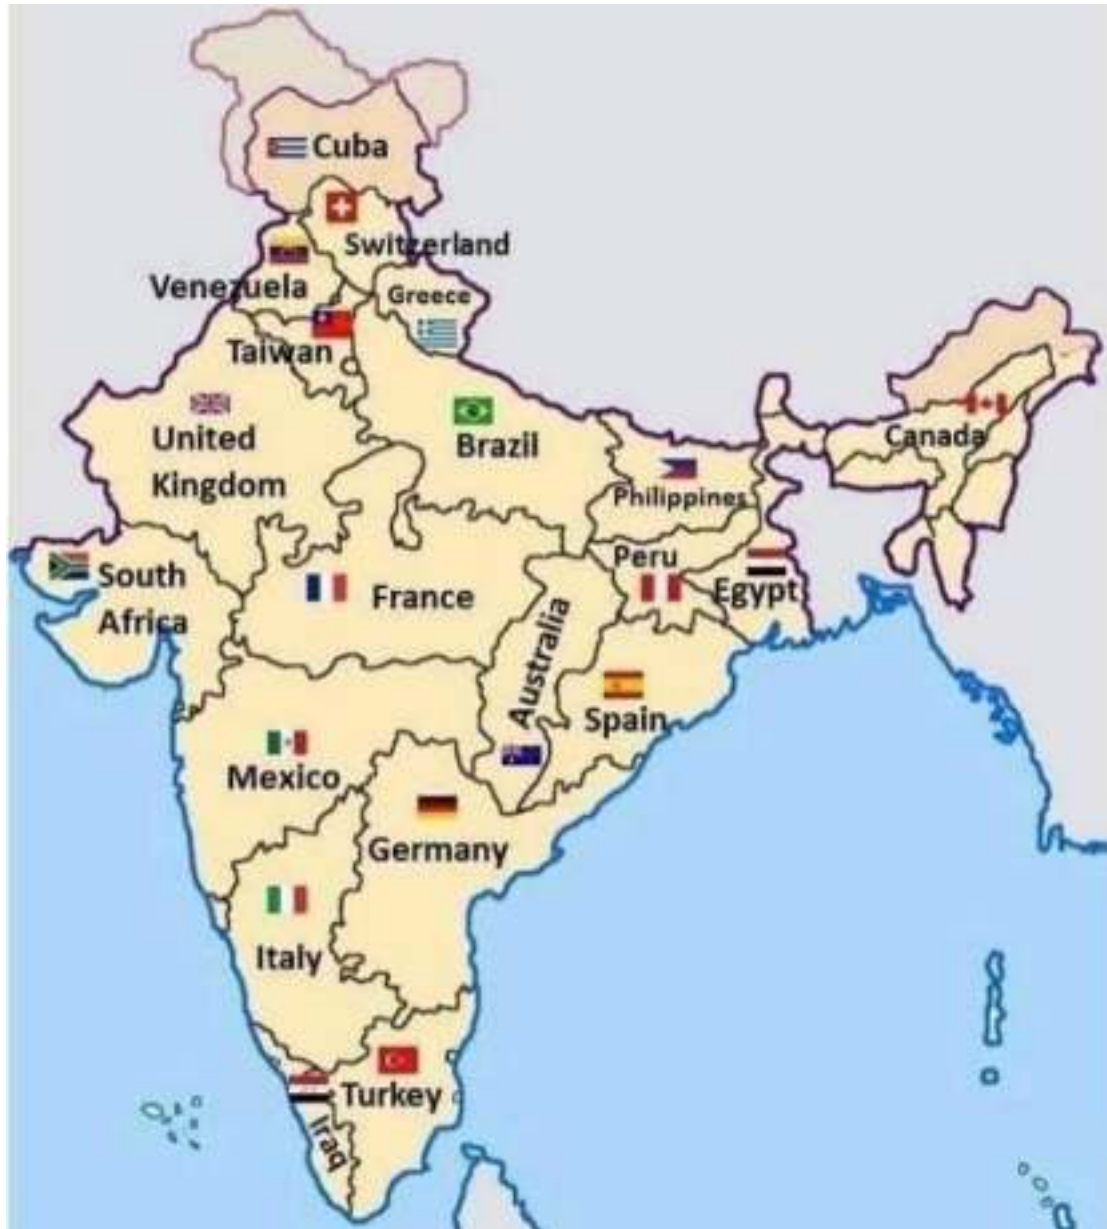 Cuba
Switzerland
Venezuela
Greece
Taiwan
United
Kingdom
Brazil
Canada
Philippines
Peru
Egypt
South
Africa
France
Australia
Spain
Mexico
Germany
Italy
Turkey
Iraq